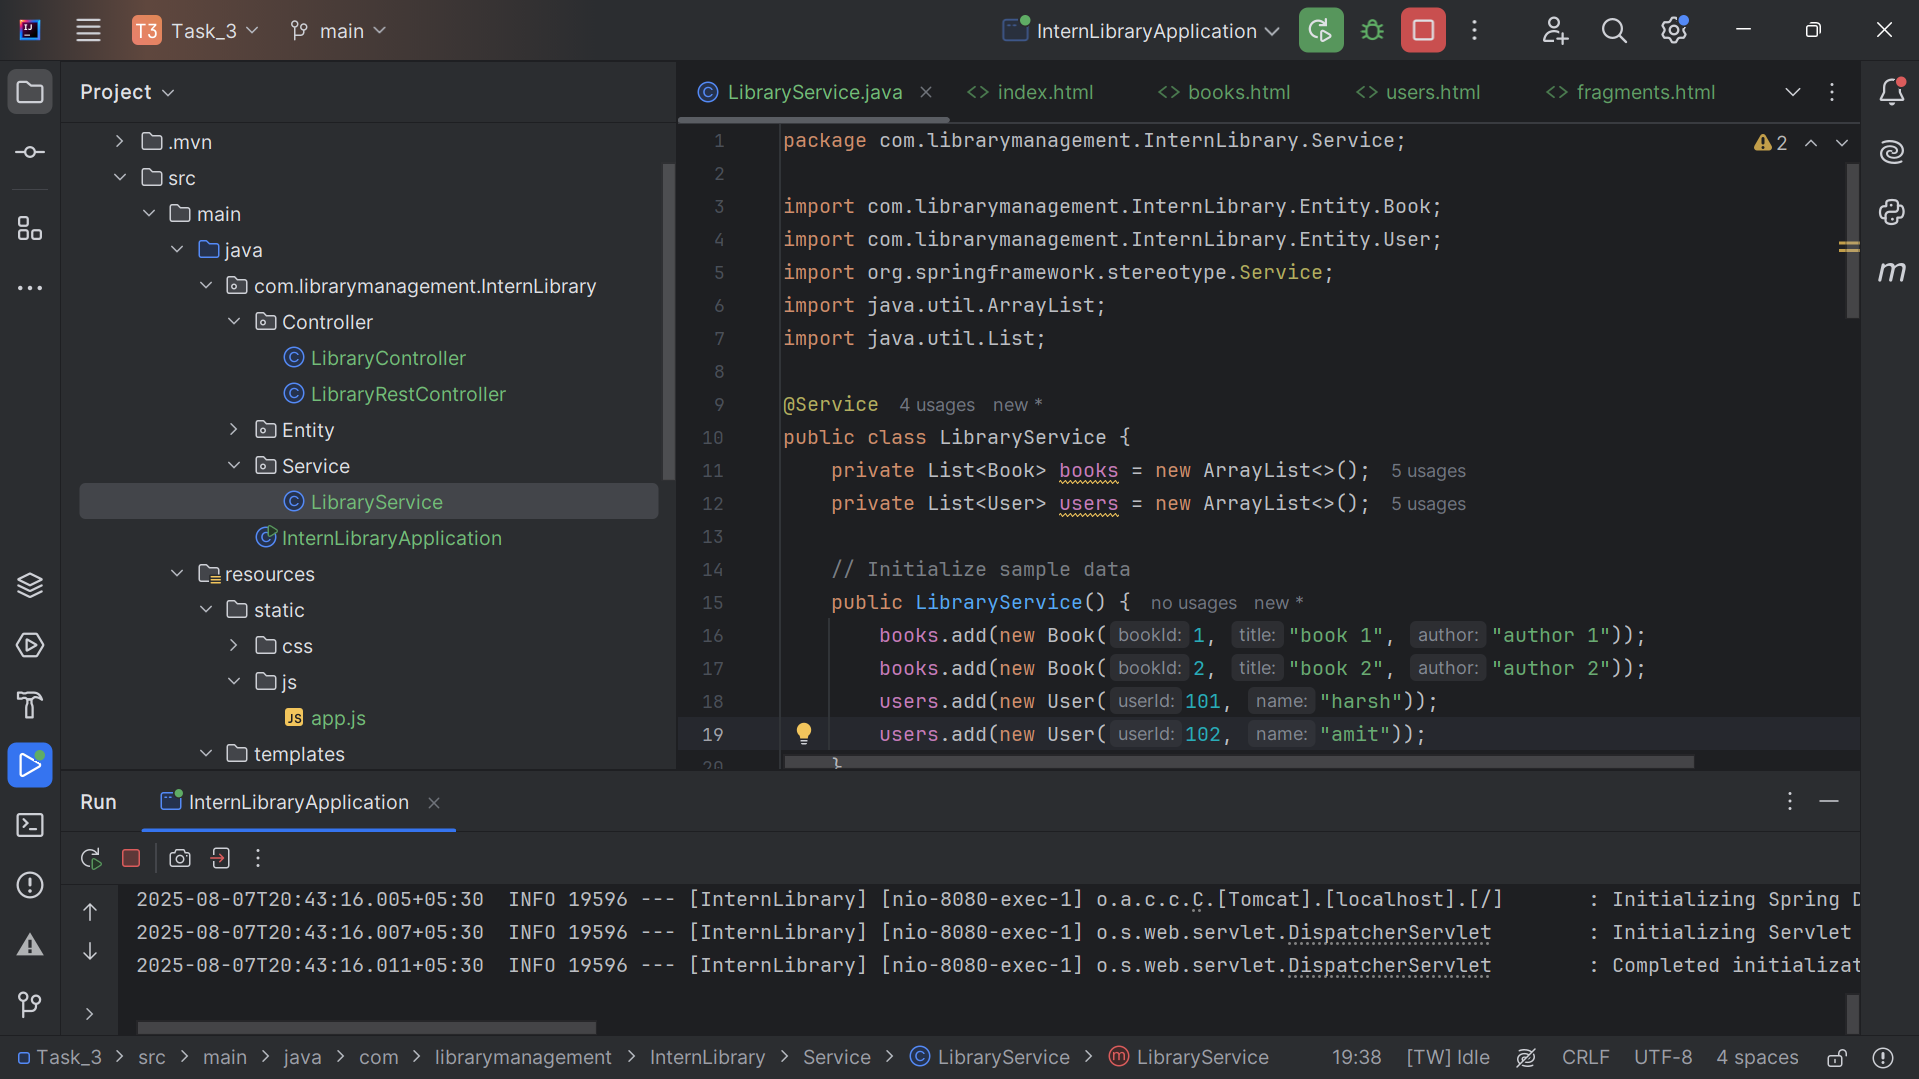 T3 Task_3 main InternLibraryApplication
Project
.mvn
src
main
java
com.librarymanagement.InternLibrary
Controller
LibraryController
LibraryRestController
Entity
Service
LibraryService
InternLibraryApplication
resources
static
css
js
JS app.js
templates
LibraryService.java index.html books.html users.html fragments.html
2
1 package com.librarymanagement.InternLibrary.Service;
2
3 import com.librarymanagement.InternLibrary.Entity.Book;
4 import com.librarymanagement.InternLibrary.Entity.User;
5 import org.springframework.stereotype.Service;
6 import java.util.ArrayList;
7 import java.util.List;
8
9 @Service 4 usages new *
10 public class LibraryService {
11 private List<Book> books = new ArrayList<>(); 5 usages
12 private List<User> users = new ArrayList<>(); 5 usages
13
14 // Initialize sample data
15 public LibraryService() { no usages new *
16 books.add(new Book( bookId: 1, title: "book 1", author: "author 1"));
17 books.add(new Book( bookId: 2, title: "book 2", author: "author 2"));
18 users.add(new User( userId: 101, name: "harsh"));
19 users.add(new User( userId: 102, name: "amit"));
20 }
Run InternLibraryApplication
2025-08-07T20:43:16.005+05:30 INFO 19596 --- [InternLibrary] [nio-8080-exec-1] o.a.c.c.C.[Tomcat].[localhost].[/] : Initializing Spring D
2025-08-07T20:43:16.007+05:30 INFO 19596 --- [InternLibrary] [nio-8080-exec-1] o.s.web.servlet.DispatcherServlet : Initializing Servlet
2025-08-07T20:43:16.011+05:30 INFO 19596 --- [InternLibrary] [nio-8080-exec-1] o.s.web.servlet.DispatcherServlet : Completed initializat
Task_3 > src > main > java > com > librarymanagement > InternLibrary > Service > LibraryService > LibraryService 19:38 [TW] Idle CRLF UTF-8 4 spaces